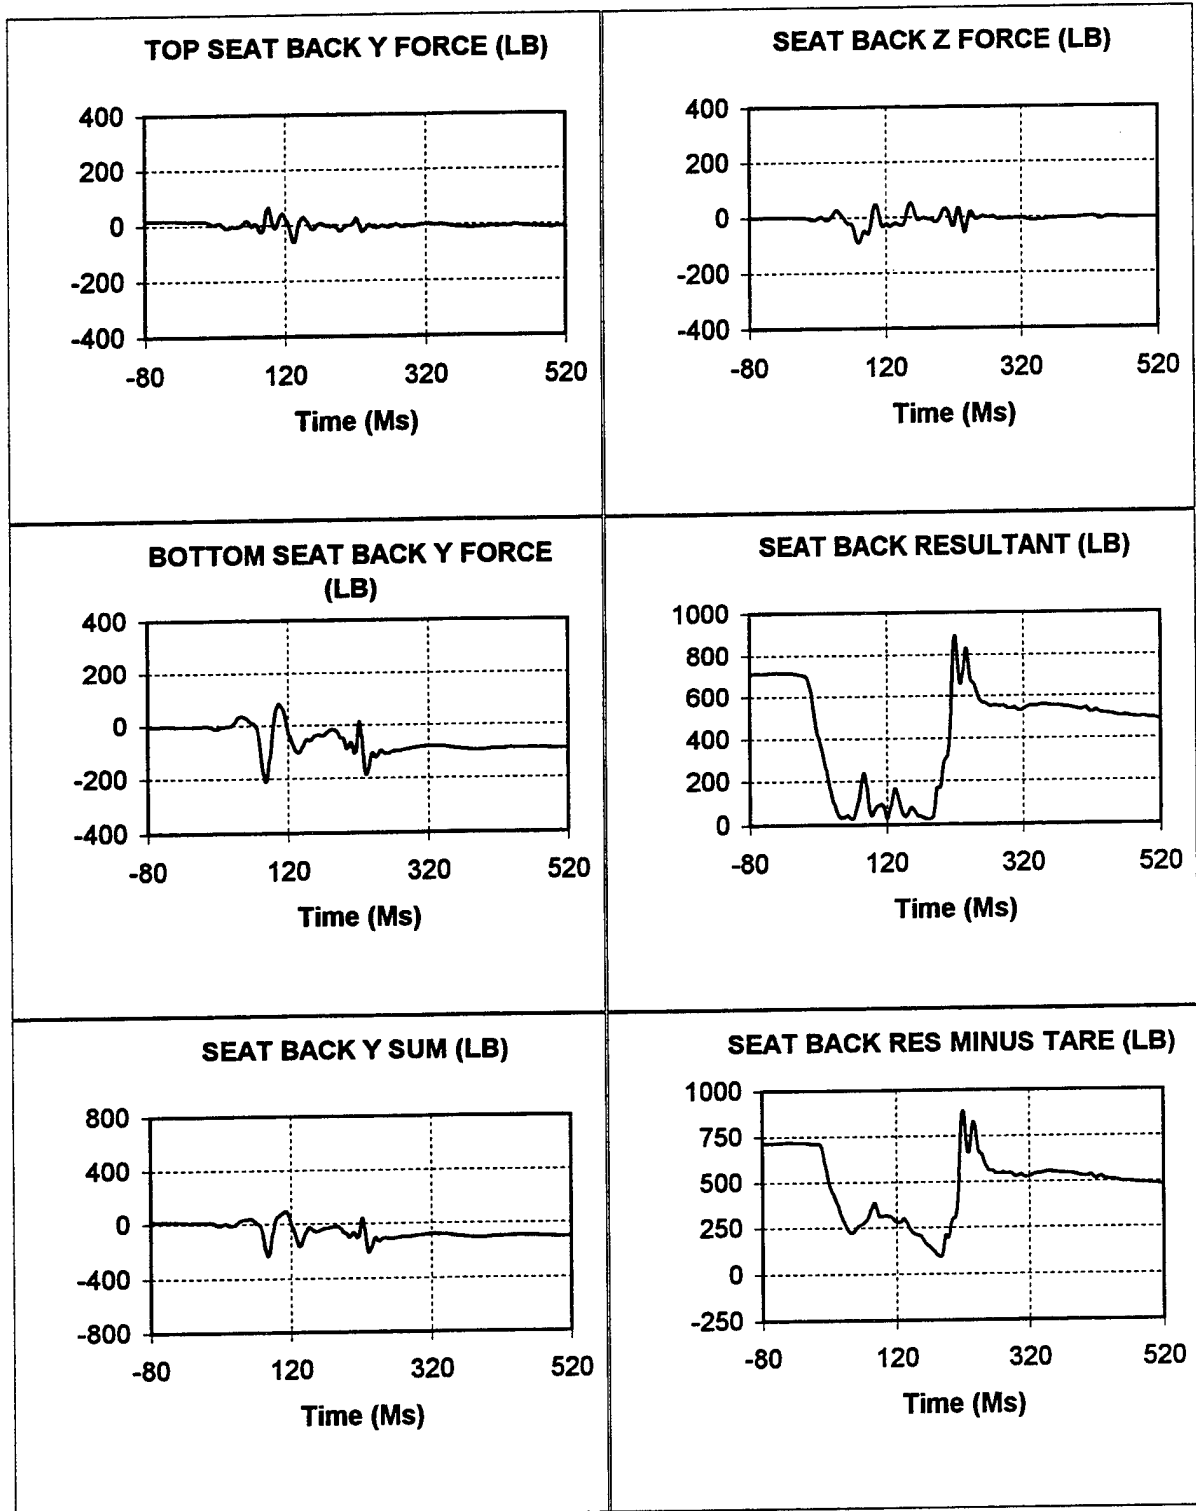 TOP SEAT BACK Y FORCE (LB)
400
200
0
-200
-400
-80 120 320 520
Time (Ms)
SEAT BACK Z FORCE (LB)
400
200
0
-200
-400
-80 120 320 520
Time (Ms)
BOTTOM SEAT BACK Y FORCE
(LB)
400
200
0
-200
-400
-80 120 320 520
Time (Ms)
SEAT BACK RESULTANT (LB)
1000
800
600
400
200
0
-80 120 320 520
Time (Ms)
SEAT BACK Y SUM (LB)
800
400
0
-400
-800
-80 120 320 520
Time (Ms)
SEAT BACK RES MINUS TARE (LB)
1000
750
500
250
0
-250
-80 120 320 520
Time (Ms)